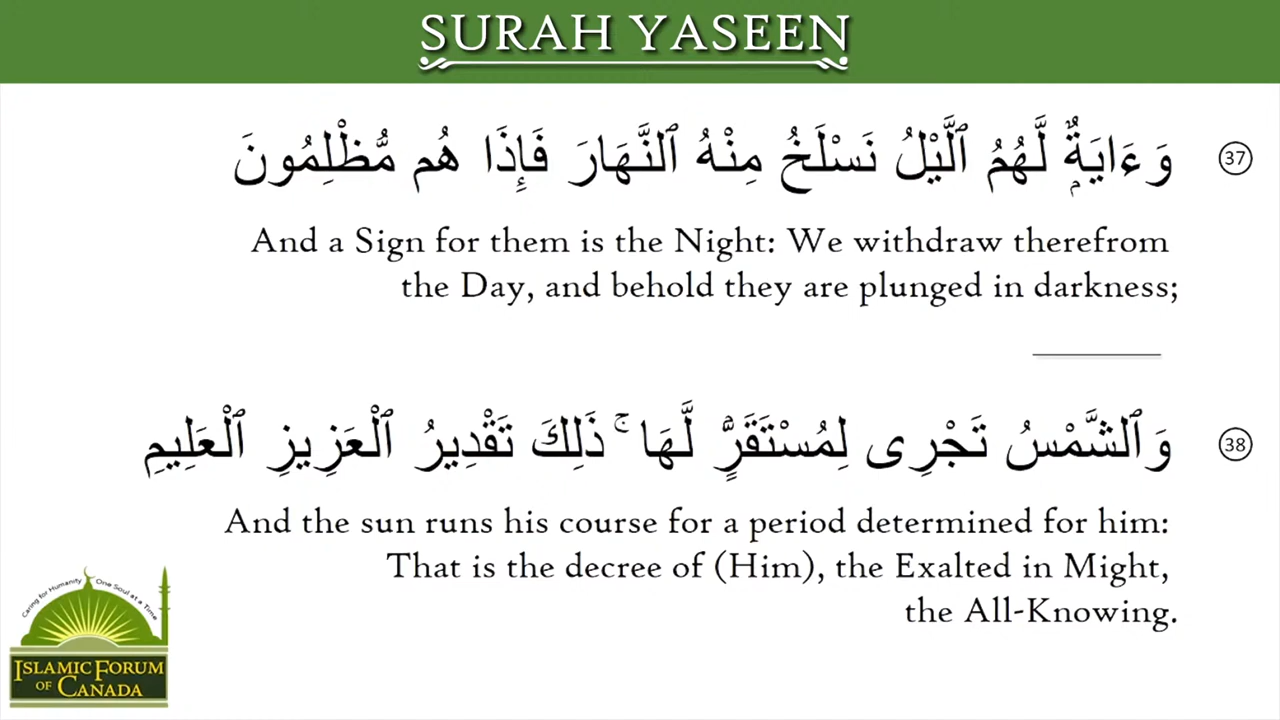 SURAH YASEEN
وَءَايَةٌۭ لَّهُمُ ٱلَّيْلُ نَسْلَخُ مِنْهُ ٱلنَّهَارَ فَإِذَا هُم مُّظْلِمُونَ 37
And a Sign for them is the Night: We withdraw therefrom
the Day, and behold they are plunged in darkness;
وَٱلشَّمْسُ تَجْرِى لِمُسْتَقَرٍّۢ لَّهَا ۚ ذَٰلِكَ تَقْدِيرُ ٱلْعَزِيزِ ٱلْعَلِيمِ 38
And the sun runs his course for a period determined for him:
That is the decree of (Him), the Exalted in Might,
the All-Knowing.
Caring for Humanity One Soul at a Time
ISLAMIC FORUM
OF CANADA